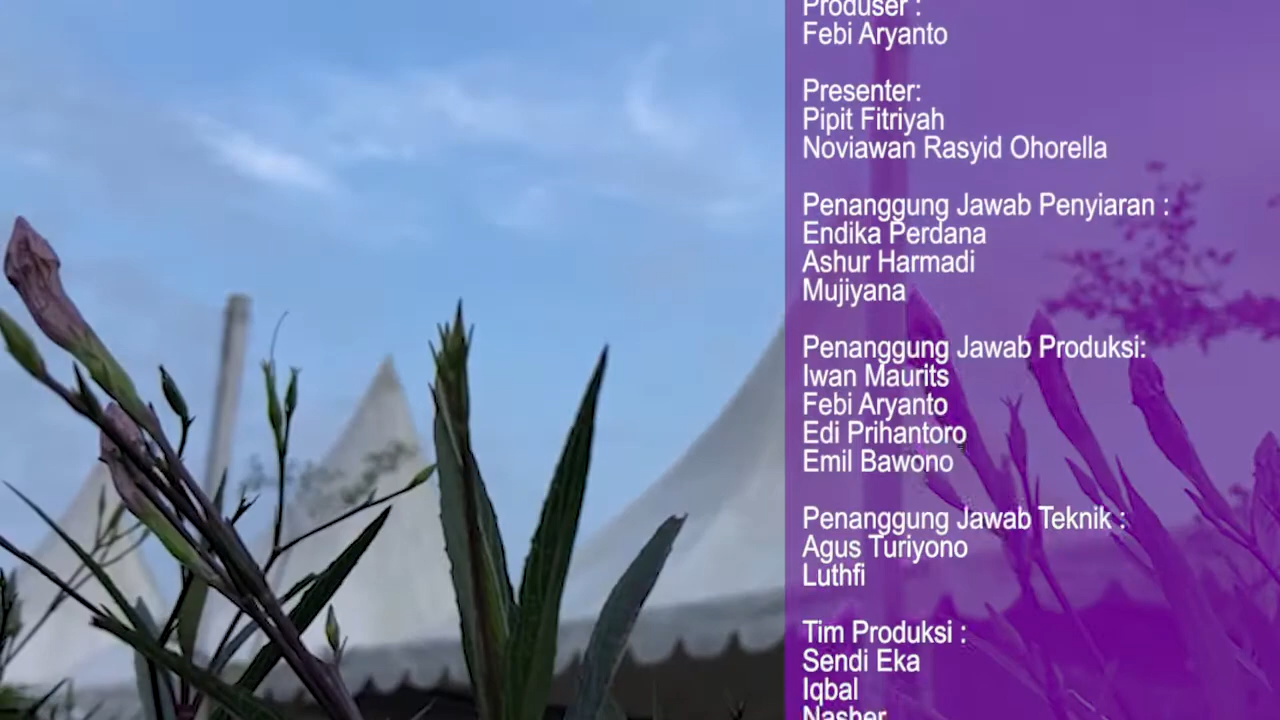 Produser :
Febi Aryanto
Presenter:
Pipit Fitriyah
Noviawan Rasyid Ohorella
Penanggung Jawab Penyiaran :
Endika Perdana
Ashur Harmadi
Mujiyana
Penanggung Jawab Produksi:
Iwan Maurits
Febi Aryanto
Edi Prihantoro
Emil Bawono
Penanggung Jawab Teknik :
Agus Turiyono
Luthfi
Tim Produksi :
Sendi Eka
Iqbal
Nasher